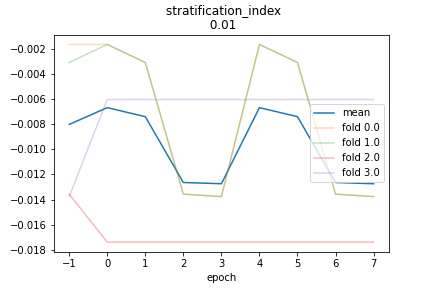 stratification_index
0.01
−0.002
−0.004
−0.006
−0.008
−0.010
−0.012
−0.014
−0.016
−0.018
mean
fold 0.0
fold 1.0
fold 2.0
fold 3.0
−1 0 1 2 3 4 5 6 7
epoch